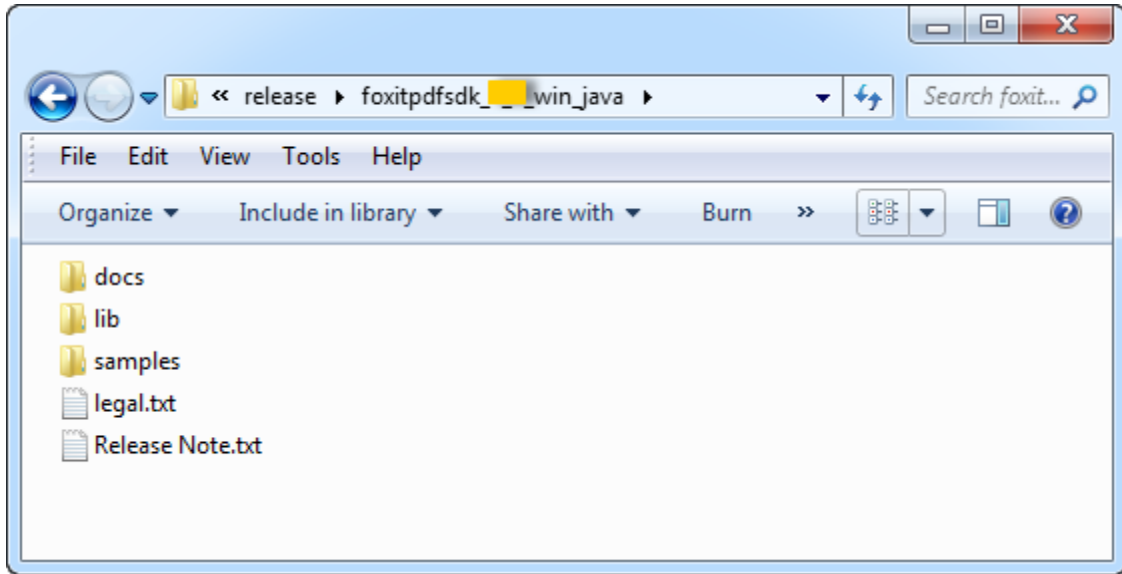 « release ▸ foxitpdfsdk_ _ _win_java ▸ Search foxit...
File Edit View Tools Help
Organize ▾ Include in library ▾ Share with ▾ Burn »
docs
lib
samples
legal.txt
Release Note.txt